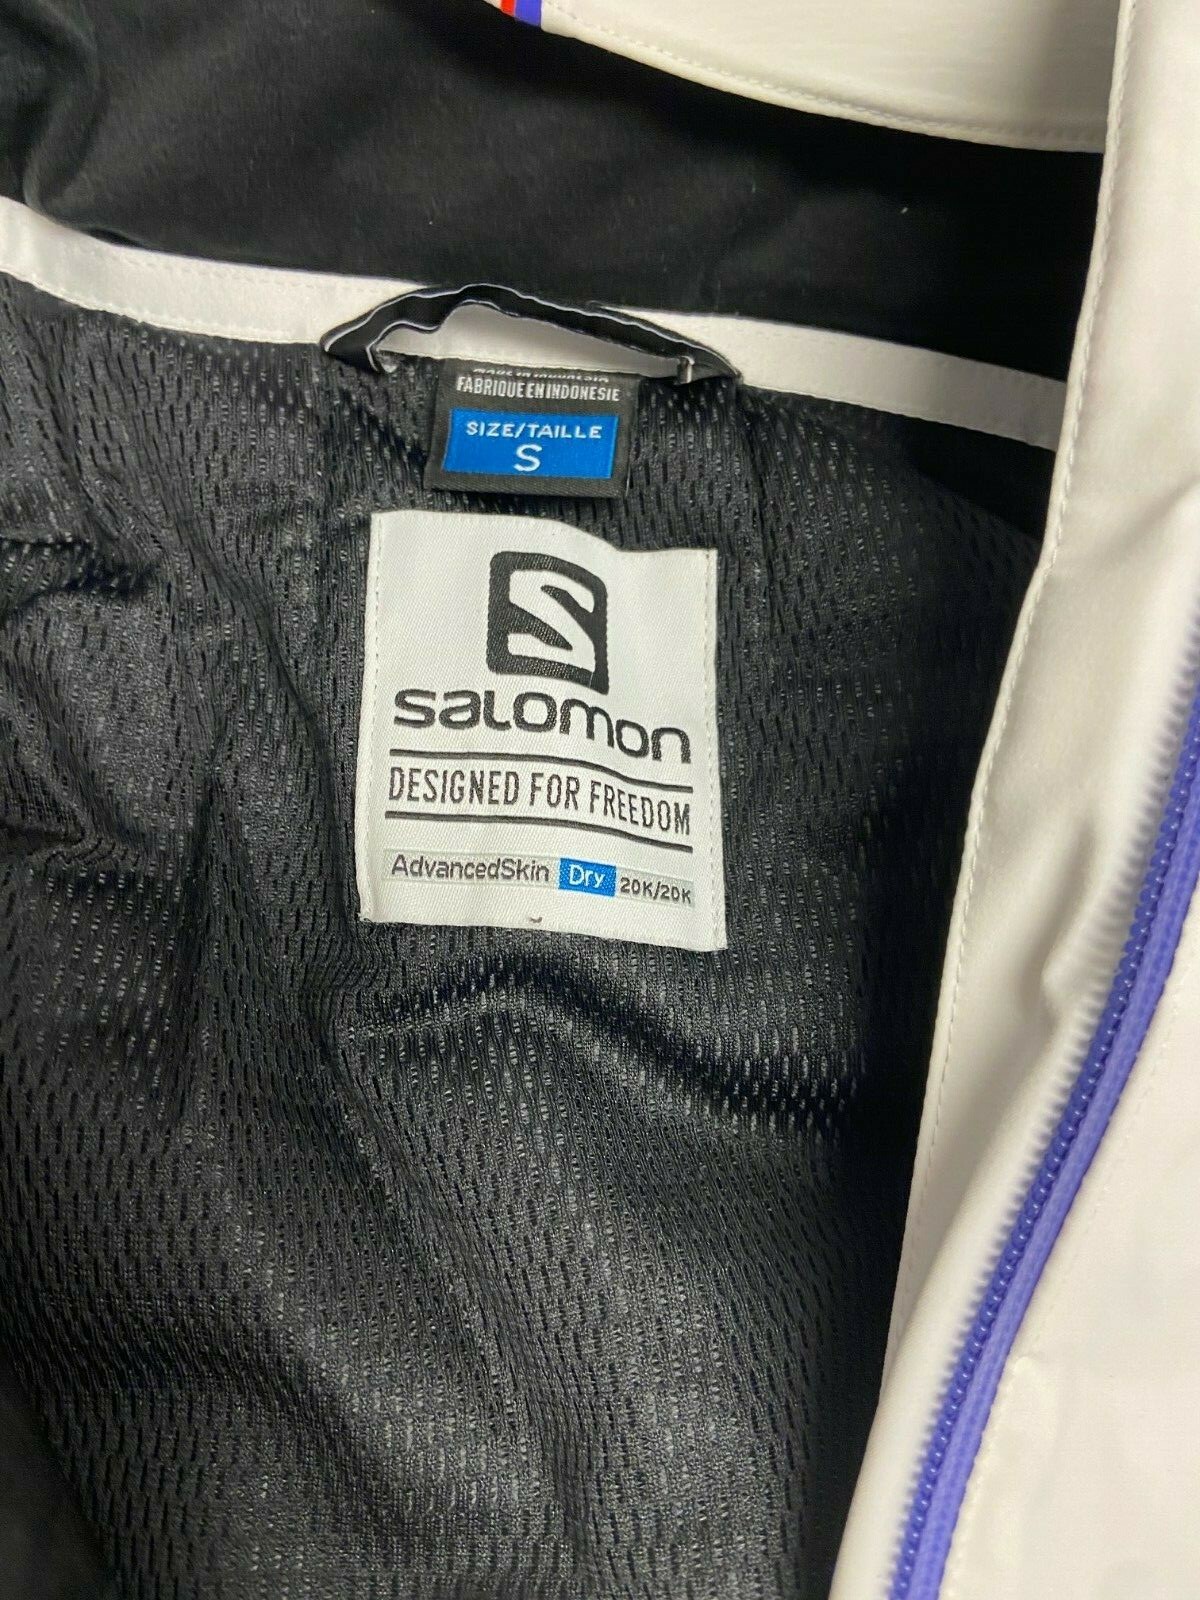 FABRIQUE EN INDONESIE
SIZE/TAILLE
S
salomon
DESIGNED FOR FREEDOM
AdvancedSkin Dry 20K/20K